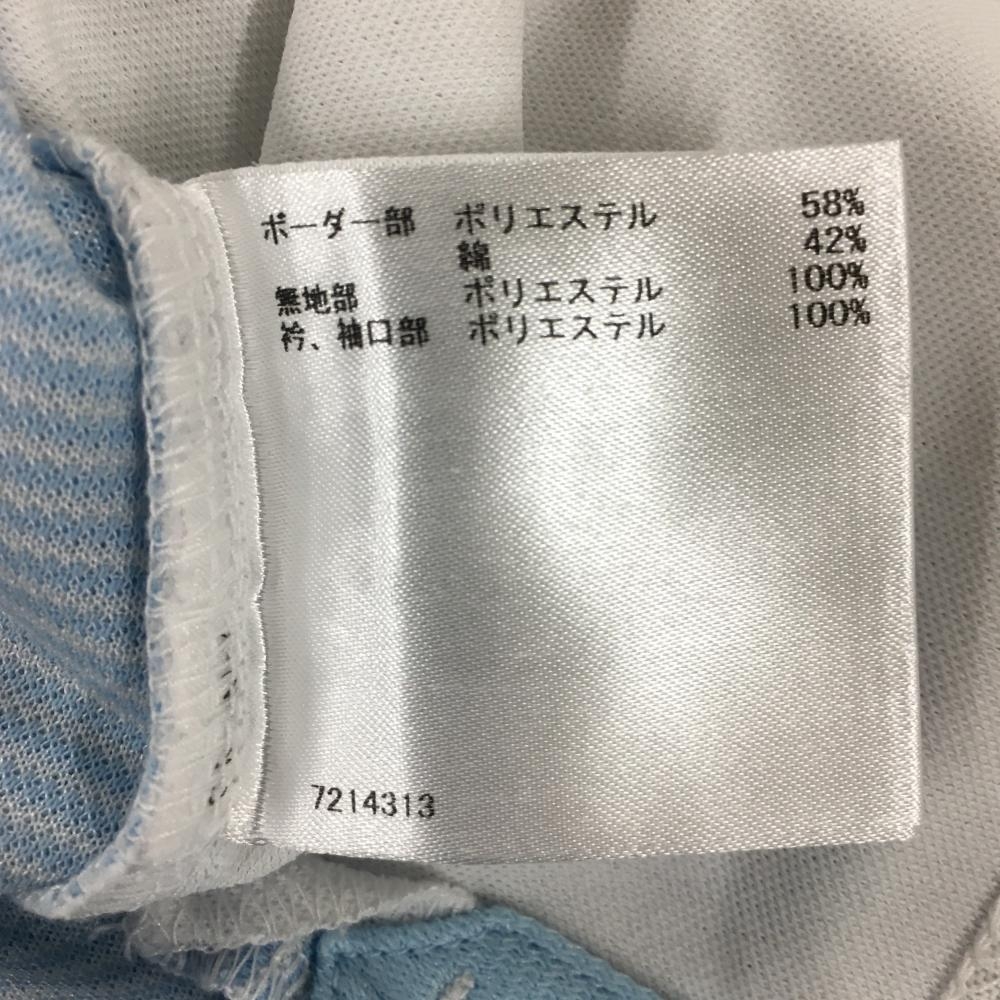 ボーダー部 ポリエステル 58%
綿 42%
無地部 ポリエステル 100%
衿、袖口部 ポリエステル 100%
7214313